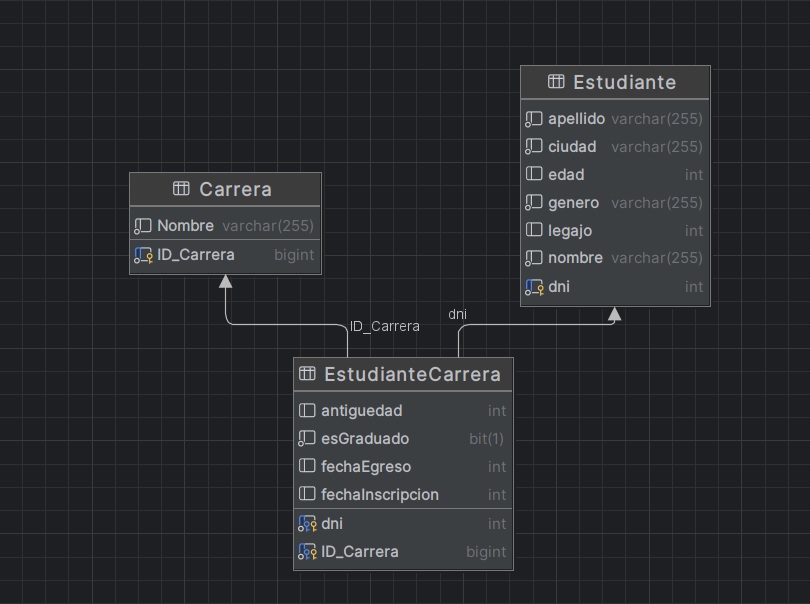 Estudiante
apellido varchar(255)
ciudad varchar(255)
edad int
genero varchar(255)
legajo int
nombre varchar(255)
dni int
Carrera
Nombre varchar(255)
ID_Carrera bigint
ID_Carrera
dni
EstudianteCarrera
antiguedad int
esGraduado bit(1)
fechaEgreso int
fechaInscripcion int
dni int
ID_Carrera bigint